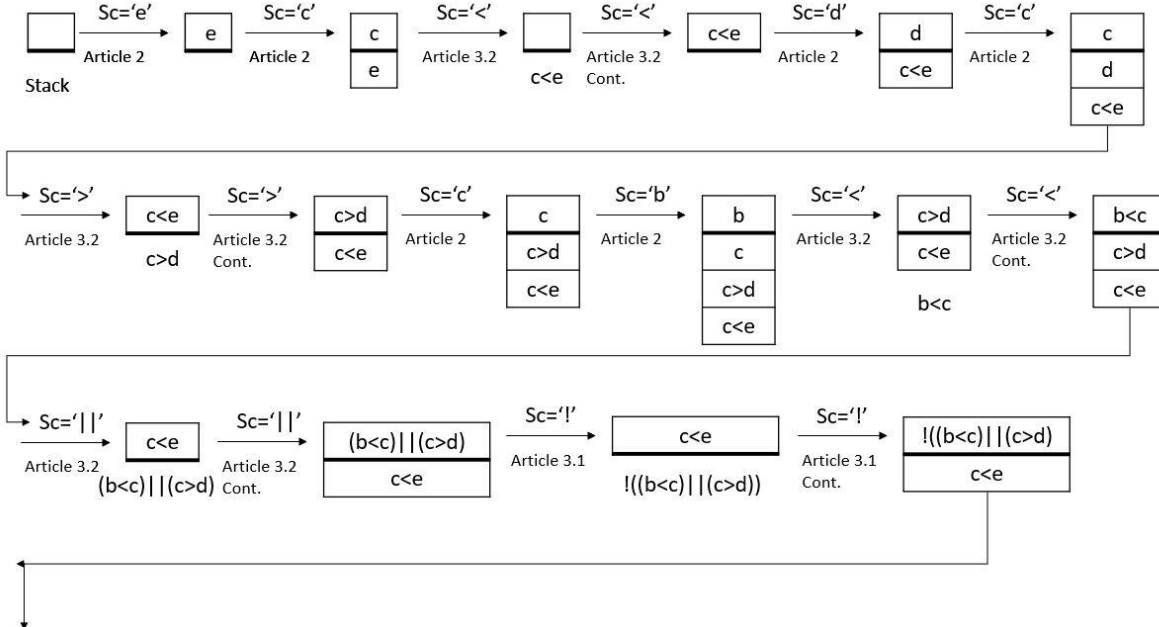 Sc=‘e’ Sc=‘c’ Sc=‘<’ Sc=‘<’ Sc=‘d’ Sc=‘c’
e c c<e d c
Article 2 Article 2 Article 3.2 Article 3.2 Article 2 Article 2
Cont.
e c<e c<e d
Stack
c<e
Sc=‘>’ Sc=‘>’ Sc=‘c’ Sc=‘b’ Sc=‘<’ Sc=‘<’
c<e c>d c b c>d b<c
Article 3.2 Article 3.2 Article 2 Article 2 Article 3.2 Article 3.2
Cont. Cont.
c>d c<e c>d c c<e c>d
c<e c>d b<c c<e
c<e
Sc=‘||’ Sc=‘||’ Sc=‘!’ Sc=‘!’
c<e (b<c)||(c>d) c<e !((b<c)||(c>d)
Article 3.2 Article 3.2 Article 3.1 Article 3.1
Cont. Cont.
(b<c)||(c>d) c<e !((b<c)||(c>d)) c<e